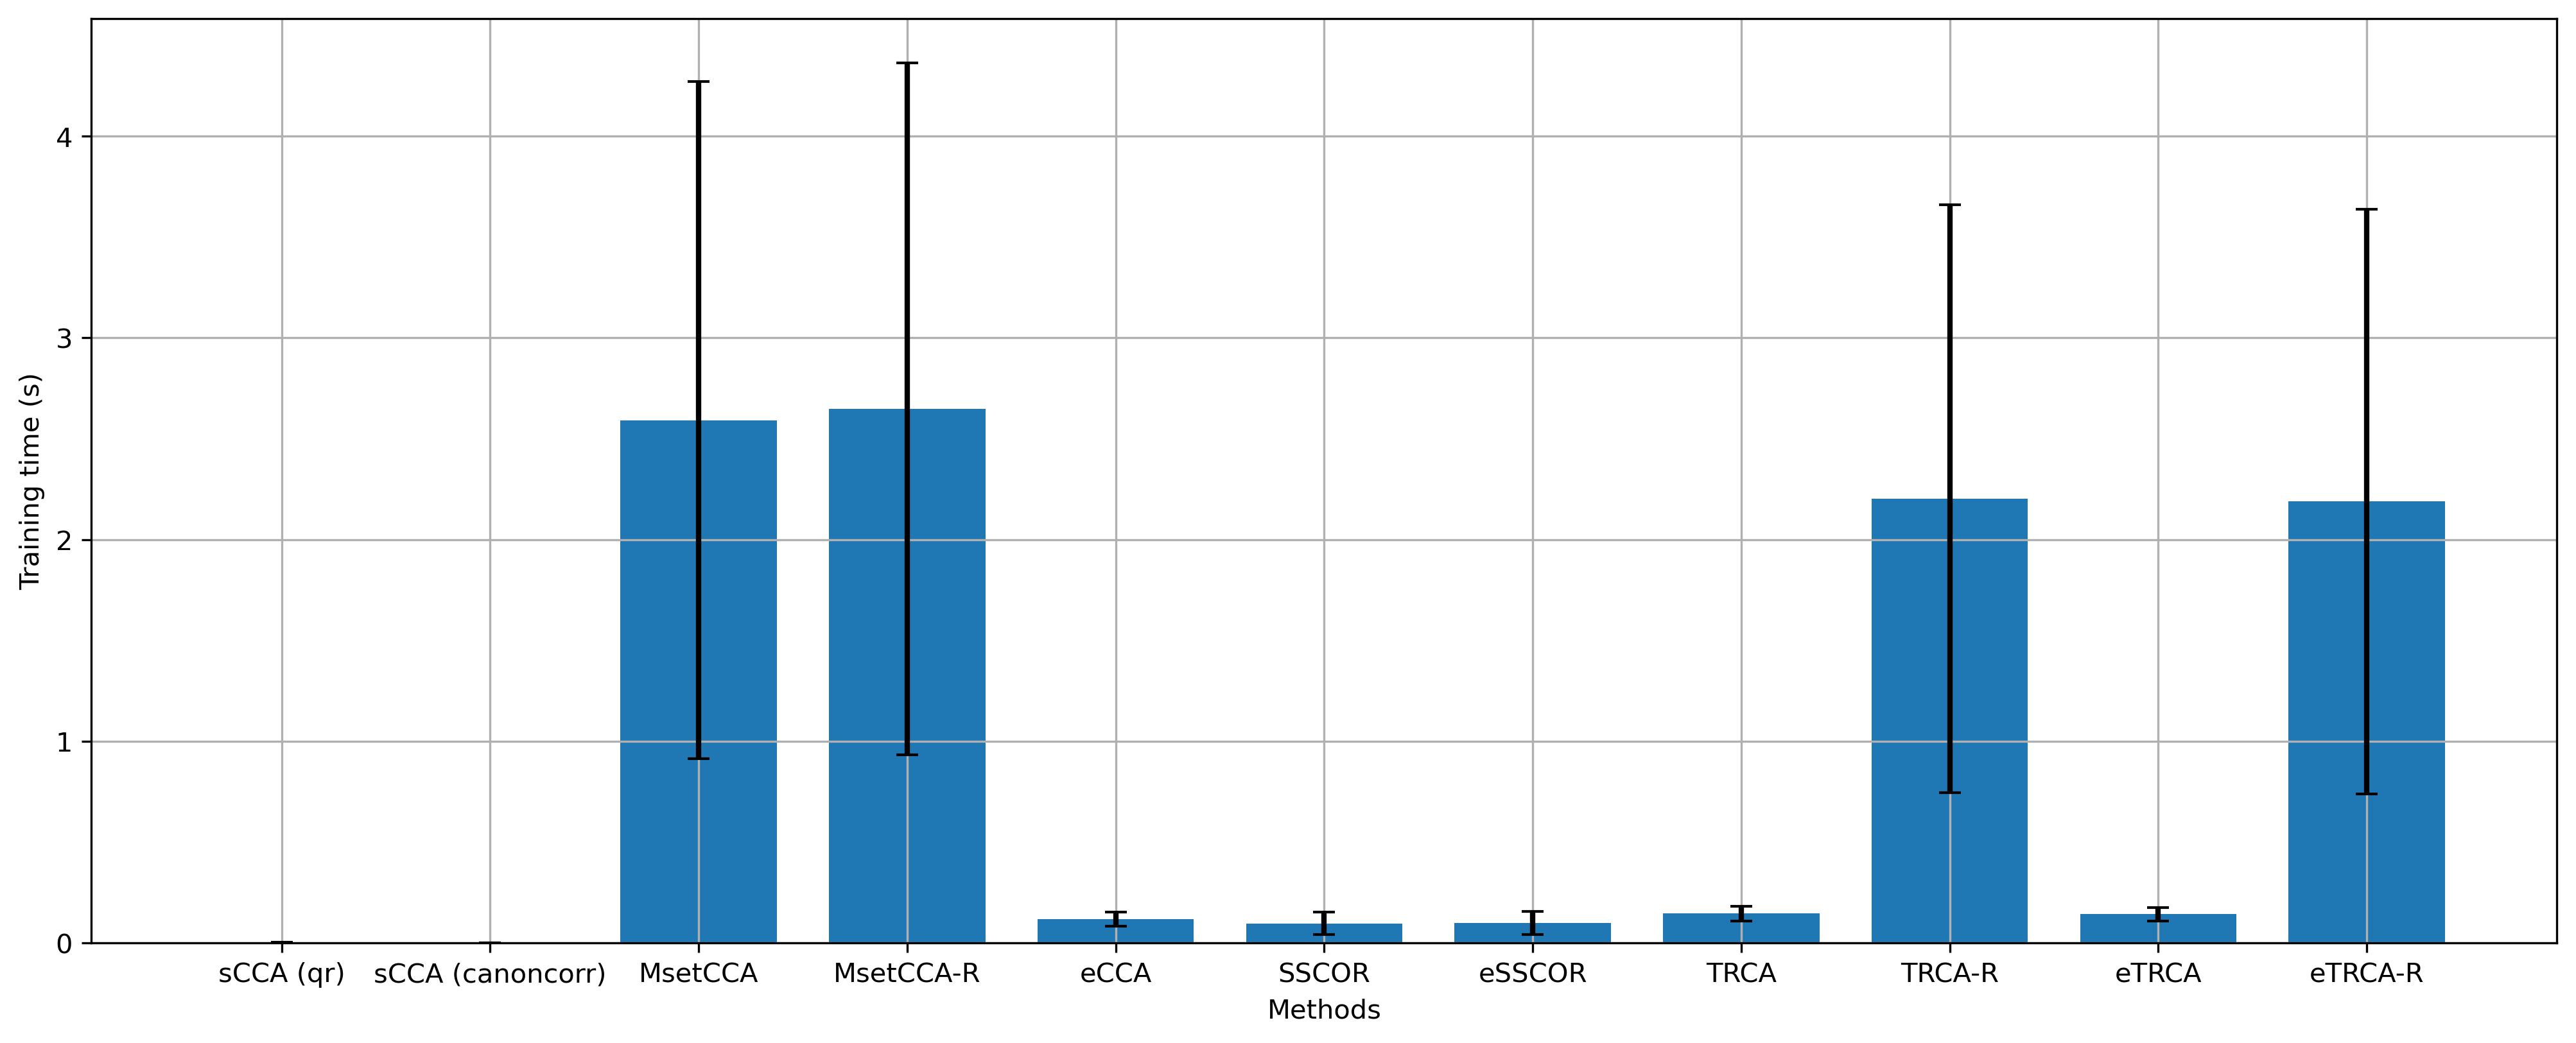 Training time (s)
4
3
2
1
0
sCCA (qr) sCCA (canoncorr) MsetCCA MsetCCA-R eCCA SSCOR eSSCOR TRCA TRCA-R eTRCA eTRCA-R
Methods